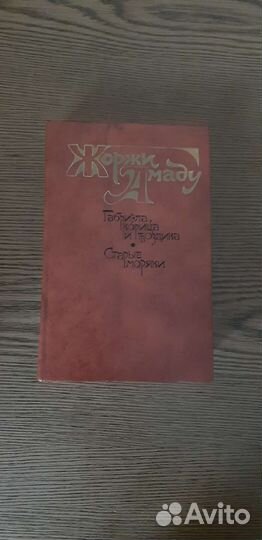 Жоржи
Амаду
Габриэла
корица
и гвоздика
Старые
моряки
Avito